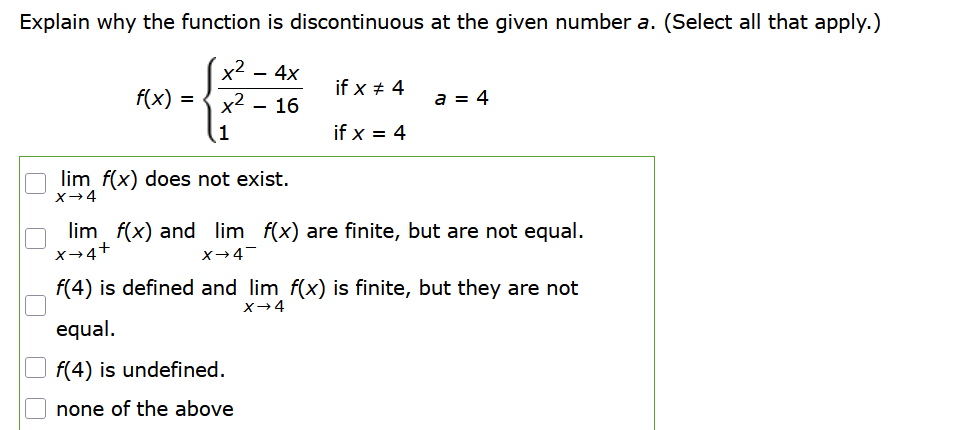 Explain why the function is discontinuous at the given number a. (Select all that apply.)
f(x) = { x² − 4x / x² − 16 if x ≠ 4
1 if x = 4
a = 4
lim x→4 f(x) does not exist.
lim x→4⁺ f(x) and lim x→4⁻ f(x) are finite, but are not equal.
f(4) is defined and lim x→4 f(x) is finite, but they are not
equal.
f(4) is undefined.
none of the above